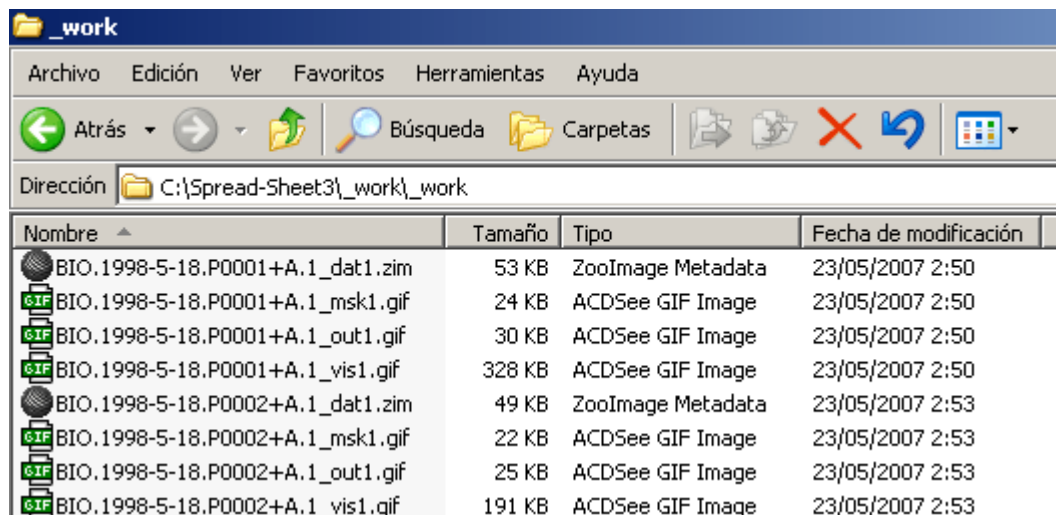 _work
Archivo Edición Ver Favoritos Herramientas Ayuda
Atrás Búsqueda Carpetas
Dirección C:\Spread-Sheet3\_work\_work
Nombre Tamaño Tipo Fecha de modificación
BIO.1998-5-18.P0001+A.1_dat1.zim 53 KB ZooImage Metadata 23/05/2007 2:50
GIF BIO.1998-5-18.P0001+A.1_msk1.gif 24 KB ACDSee GIF Image 23/05/2007 2:50
GIF BIO.1998-5-18.P0001+A.1_out1.gif 30 KB ACDSee GIF Image 23/05/2007 2:50
GIF BIO.1998-5-18.P0001+A.1_vis1.gif 328 KB ACDSee GIF Image 23/05/2007 2:50
BIO.1998-5-18.P0002+A.1_dat1.zim 49 KB ZooImage Metadata 23/05/2007 2:53
GIF BIO.1998-5-18.P0002+A.1_msk1.gif 22 KB ACDSee GIF Image 23/05/2007 2:53
GIF BIO.1998-5-18.P0002+A.1_out1.gif 25 KB ACDSee GIF Image 23/05/2007 2:53
GIF BIO.1998-5-18.P0002+A.1_vis1.gif 191 KB ACDSee GIF Image 23/05/2007 2:53